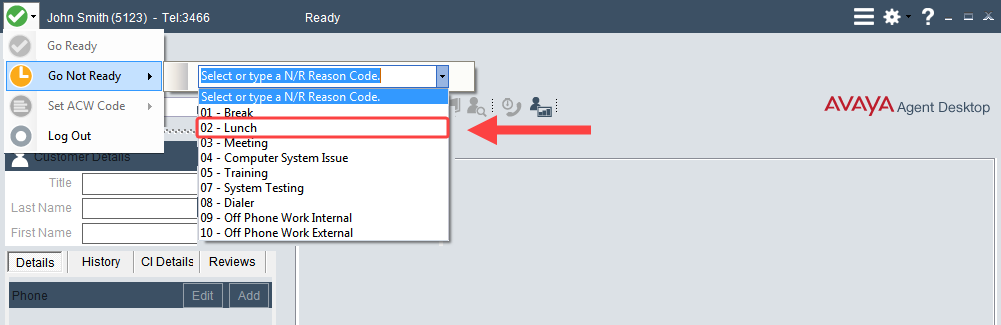 John Smith (5123) - Tel:3466 Ready ?
Go Ready
Go Not Ready
Select or type a N/R Reason Code.
Set ACW Code
Log Out
Select or type a N/R Reason Code.
01 - Break
02 - Lunch
03 - Meeting
04 - Computer System Issue
05 - Training
07 - System Testing
08 - Dialer
09 - Off Phone Work Internal
10 - Off Phone Work External
AVAYA Agent Desktop
Customer Details
Title
Last Name
First Name
Details History CI Details Reviews
Phone Edit Add